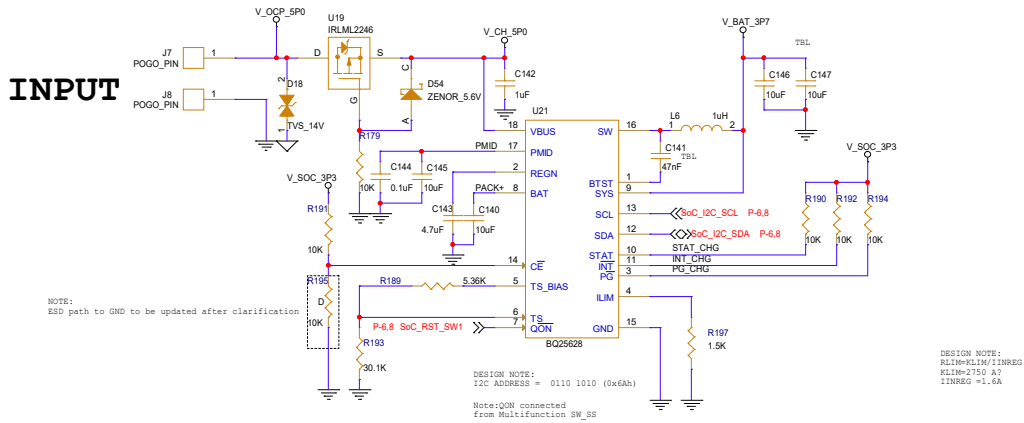 V_OCP_5P0
U19
IRLML2246
V_CH_5P0
V_BAT_3P7
TBL
J7
POGO_PIN
1
D
S
G
INPUT
J8
POGO_PIN
1
2
D18
1
TVS_14V
C
D54
ZENOR_5.6V
A
C142
1uF
C146
10uF
C147
10uF
R179
10K
U21
18
VBUS
SW
16
L6
1uH
1
2
PMID
17
PMID
C141
47nF
TBL
C144
0.1uF
C145
10uF
2
REGN
BTST
1
V_SOC_3P3
V_SOC_3P3
PACK+
8
BAT
SYS
9
R191
10K
C143
4.7uF
C140
10uF
SCL
13
SoC_I2C_SCL P-6,8
R190
R192
R194
SDA
12
SoC_I2C_SDA P-6,8
10K
10K
10K
STAT
10
STAT_CHG
14
CE
INT
11
INT_CHG
PG
3
PG_CHG
R195
D
10K
R189
5.36K
5
TS_BIAS
ILIM
4
NOTE:
ESD path to GND to be updated after clarification
6
TS
P-6,8 SoC_RST_SW1
7
QON
GND
15
R193
30.1K
BQ25628
R197
1.5K
DESIGN NOTE:
I2C ADDRESS = 0110 1010 (0x6Ah)
Note:QON connected
from Multifunction SW_SS
DESIGN NOTE:
RLIM=KLIM/IINREG
KLIM=2750 A?
IINREG =1.6A